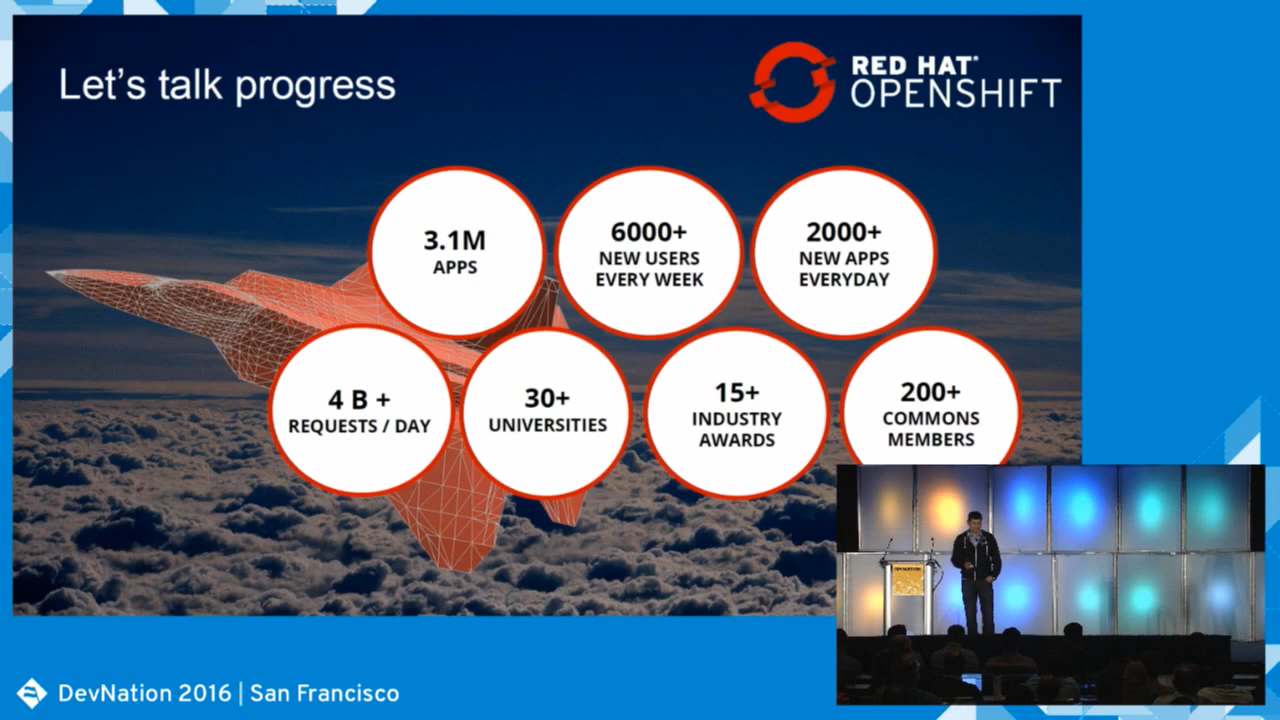 Let's talk progress
RED HAT®
OPENSHIFT
3.1M
APPS
6000+
NEW USERS
EVERY WEEK
2000+
NEW APPS
EVERYDAY
4 B +
REQUESTS / DAY
30+
UNIVERSITIES
15+
INDUSTRY
AWARDS
200+
COMMONS
MEMBERS
DevNation 2016 | San Francisco